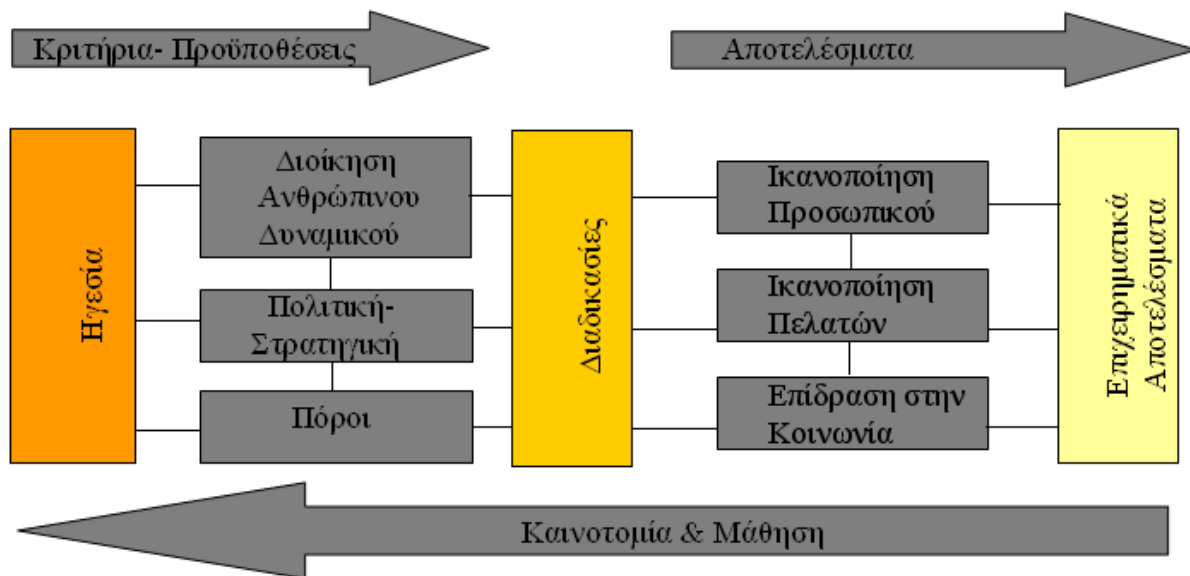 Κριτήρια- Προϋποθέσεις
Αποτελέσματα
Ηγεσία
Διοίκηση
Ανθρώπινου
Δυναμικού
Πολιτική-
Στρατηγική
Πόροι
Διαδικασίες
Ικανοποίηση
Προσωπικού
Ικανοποίηση
Πελατών
Επίδραση στην
Κοινωνία
Επιχειρηματικά
Αποτελέσματα
Καινοτομία & Μάθηση